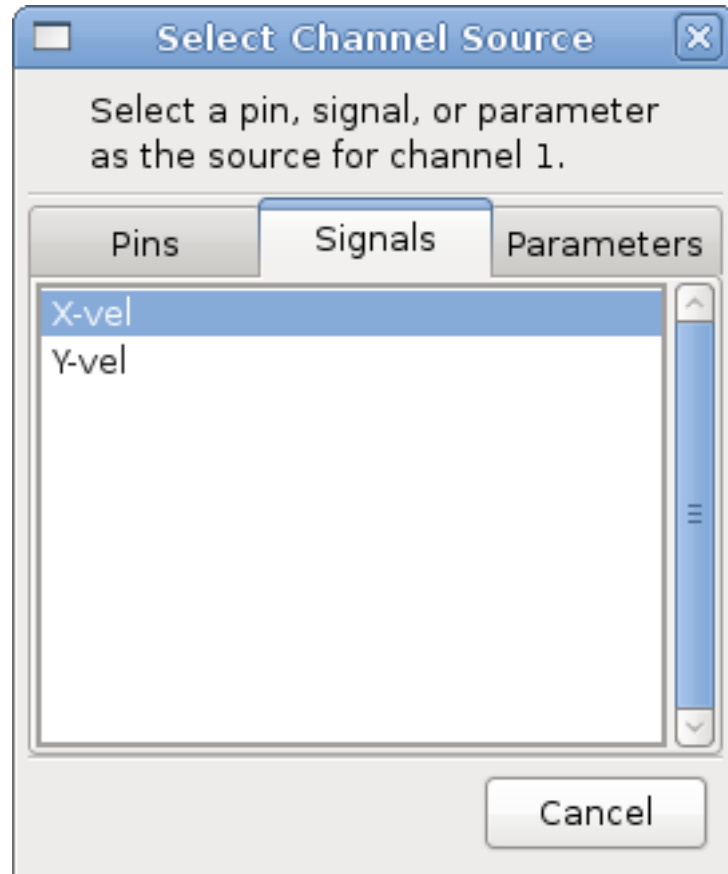 Select Channel Source
Select a pin, signal, or parameter
as the source for channel 1.
Pins Signals Parameters
X-vel
Y-vel
Cancel